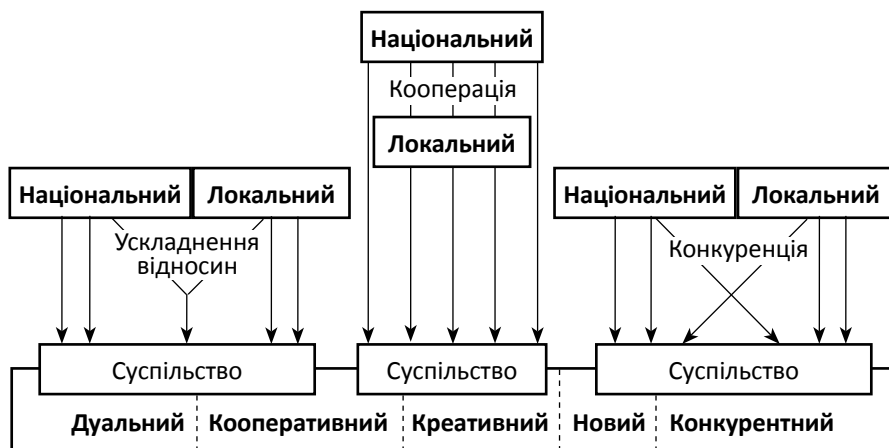 Національний
Кооперація
Локальний
Національний Локальний
Ускладнення
відносин
Національний Локальний
Конкуренція
Суспільство Суспільство Суспільство
Дуальний Кооперативний Креативний Новий Конкурентний